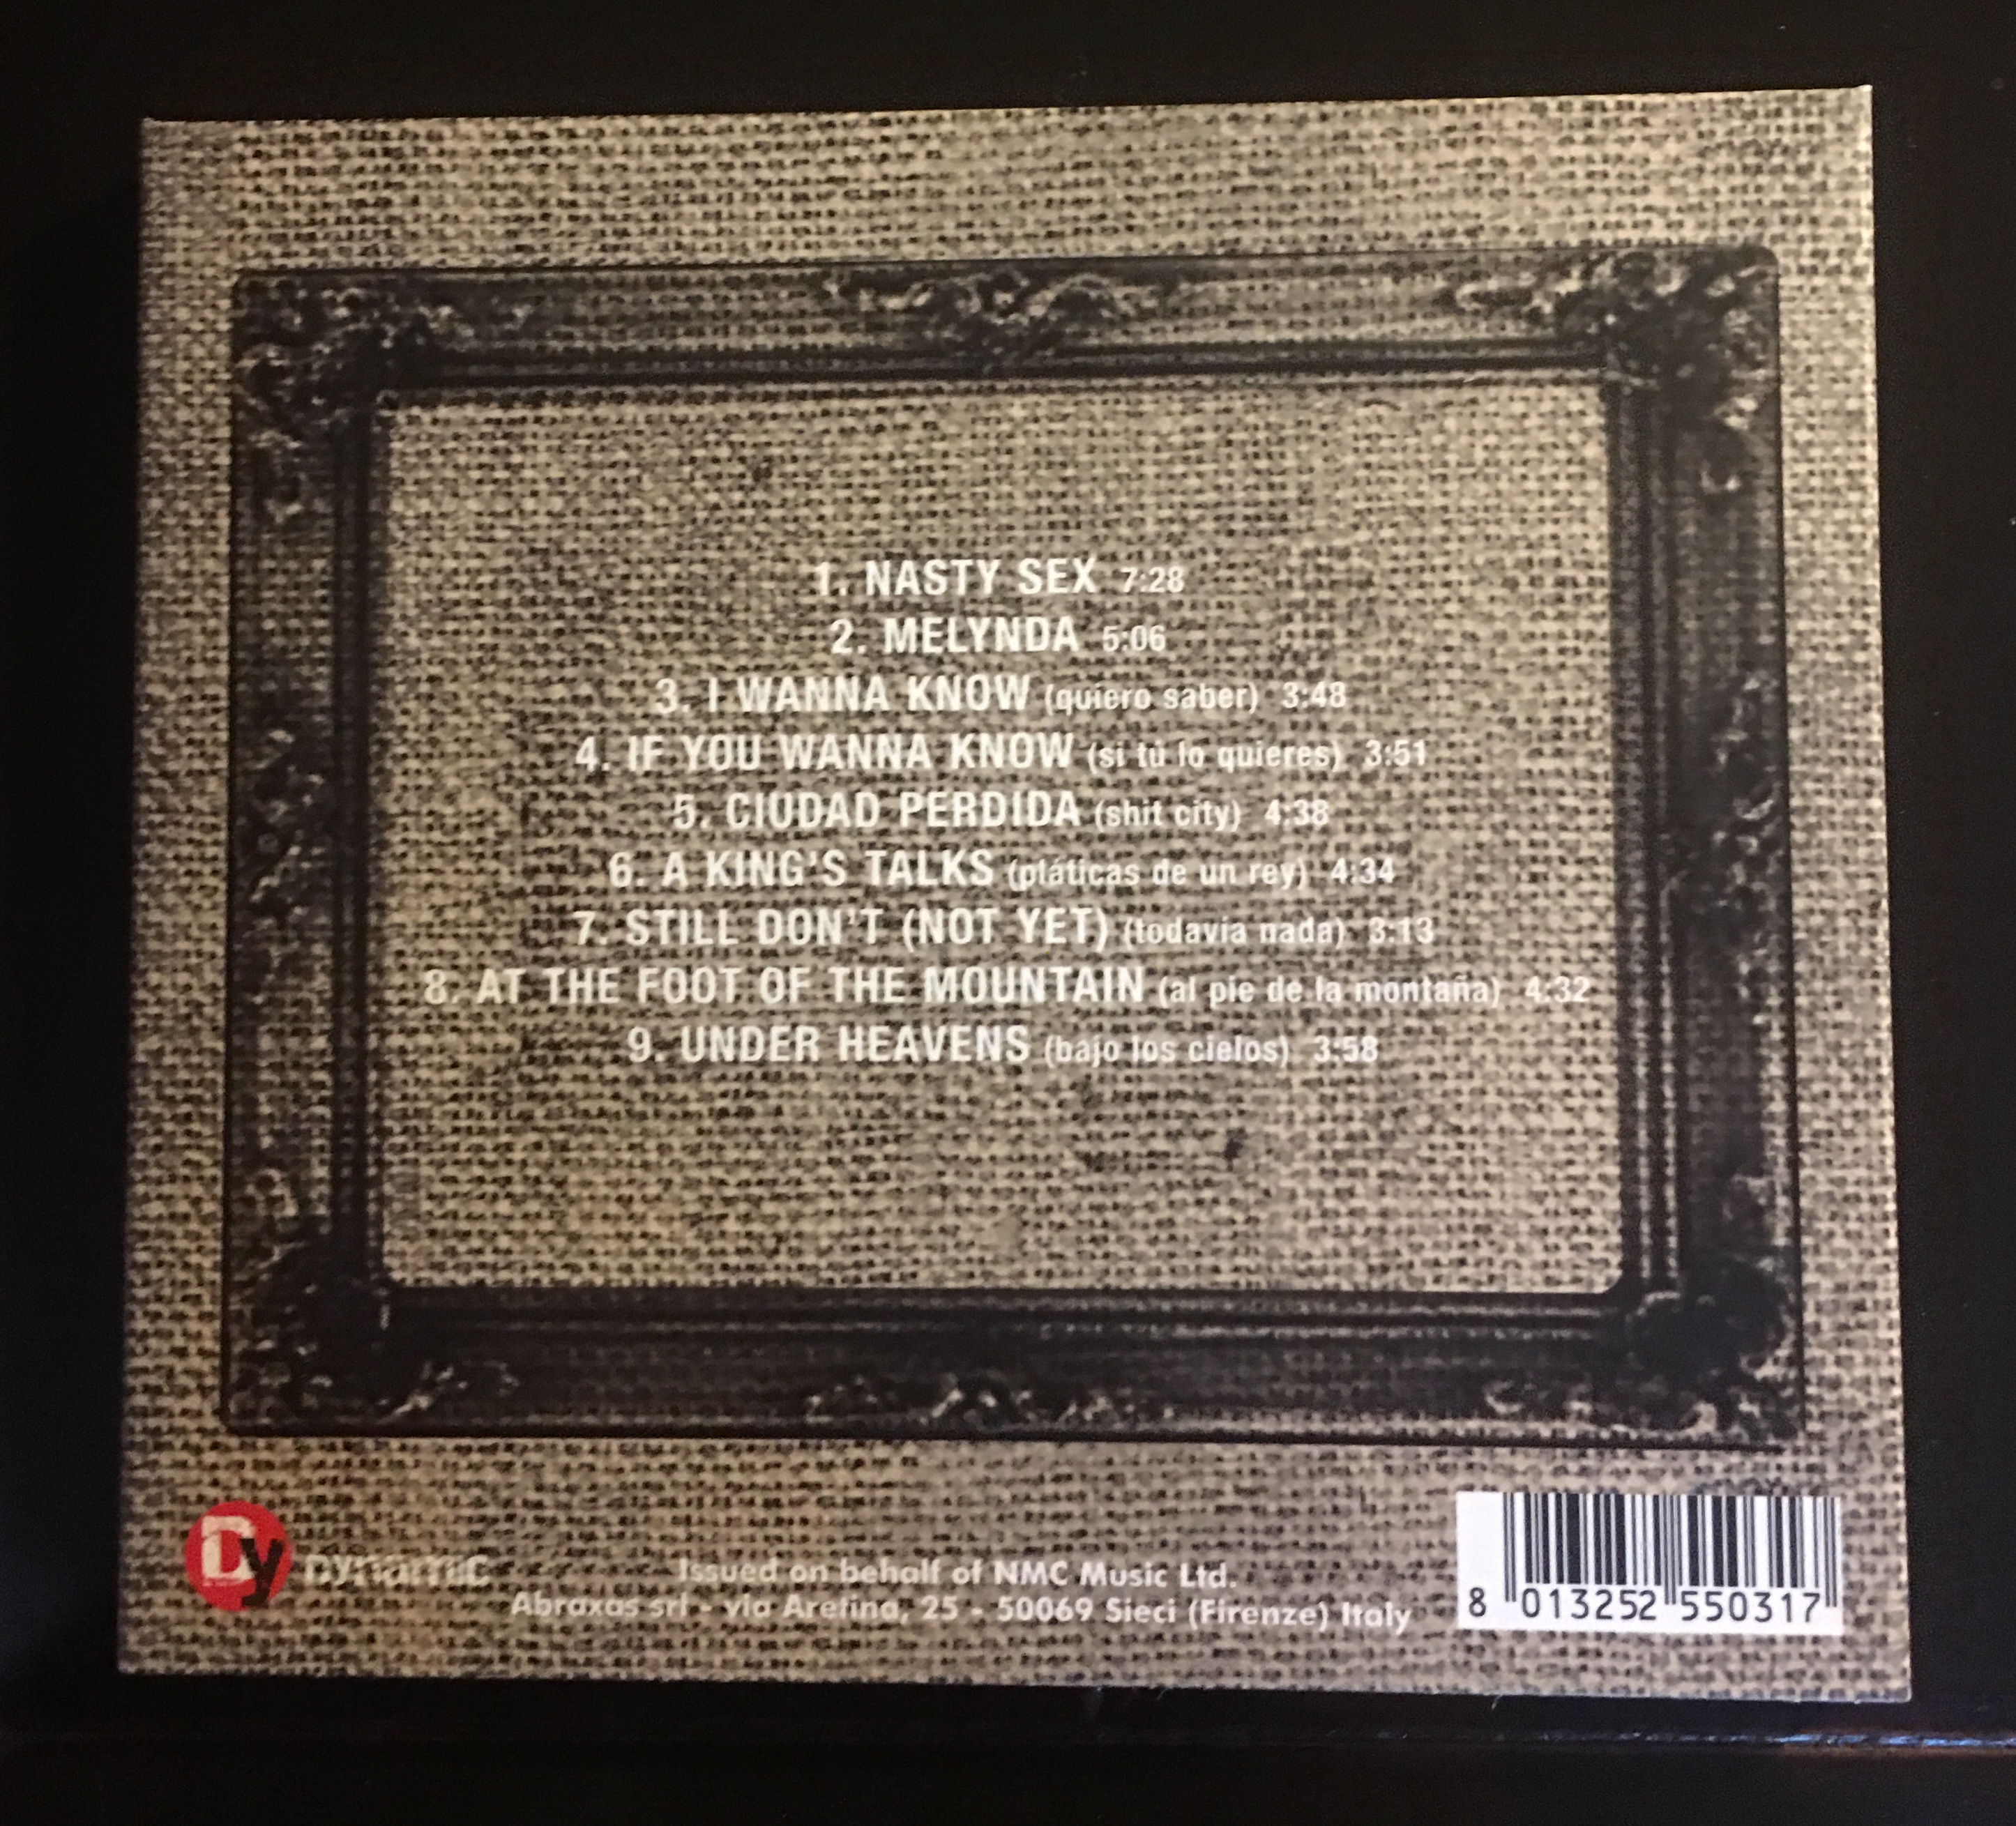 1. NASTY SEX 7:28
2. MELYNDA 5:06
3. I WANNA KNOW (quiero saber) 3:48
4. IF YOU WANNA KNOW (si tú lo quieres) 3:51
5. CIUDAD PERDIDA (shit city) 4:38
6. A KING'S TALKS (pláticas de un rey) 4:34
7. STILL DON'T (NOT YET) (todavía nada) 3:13
8. AT THE FOOT OF THE MOUNTAIN (al pie de la montaña) 4:32
9. UNDER HEAVENS (bajo los cielos) 3:58
Dy Dynamic
Issued on behalf of NMC Music Ltd.
Abraxas srl - via Aretina, 25 - 50069 Sieci (Firenze) Italy
8 013252 550317